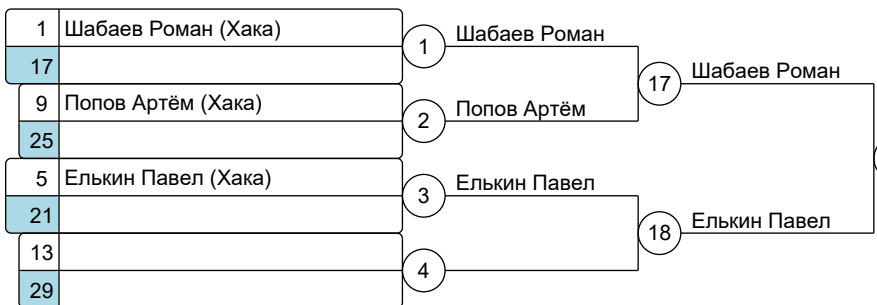 1 Шабаев Роман (Хака)
17
9 Попов Артём (Хака)
25
5 Елькин Павел (Хака)
21
13
29
1 Шабаев Роман
2 Попов Артём
3 Елькин Павел
4
17 Шабаев Роман
18 Елькин Павел